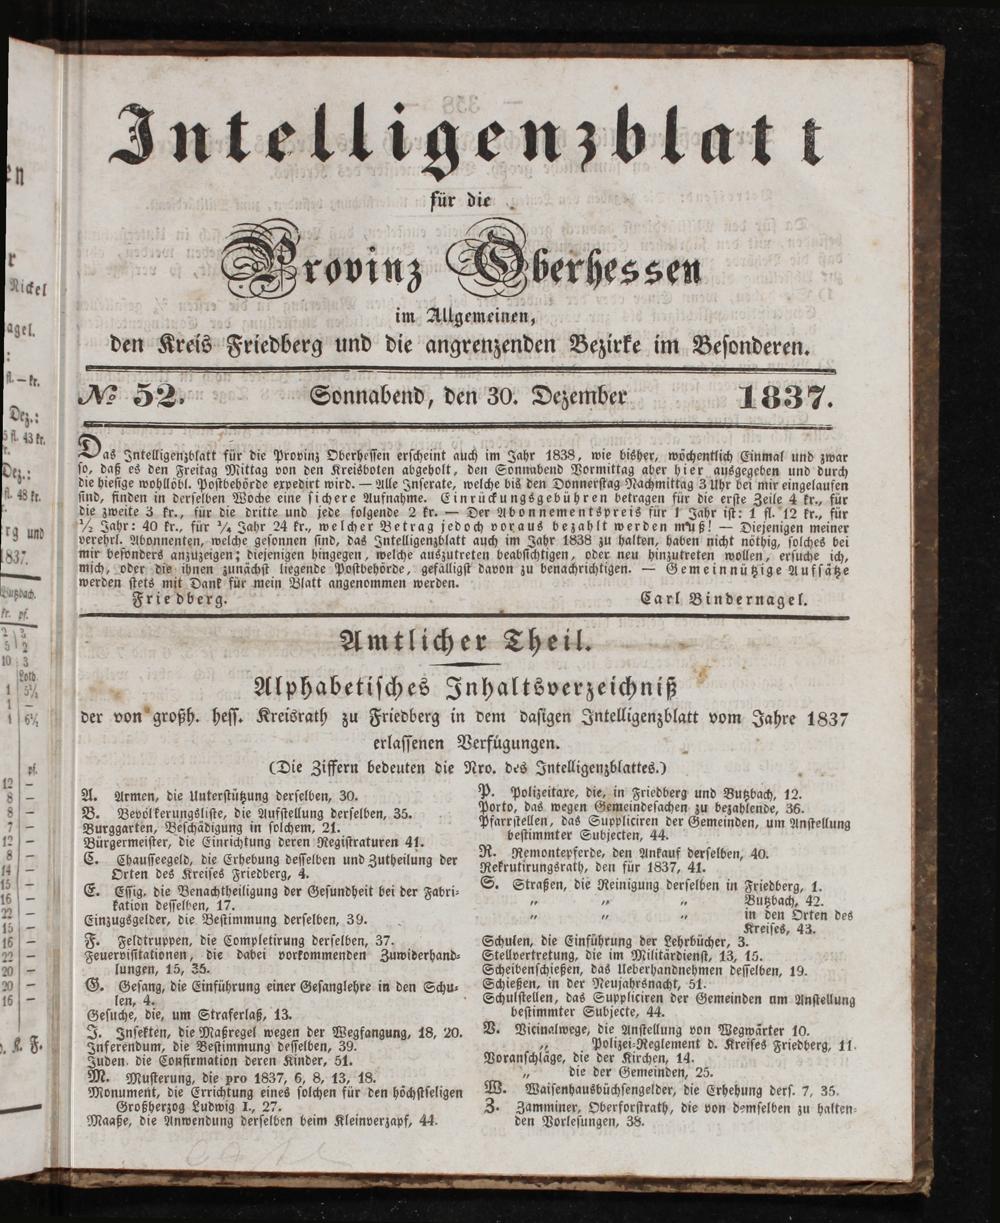 Intelligenzblatt
für die
Provinz Oberhessen
im Allgemeinen,
den Kreis Friedberg und die angrenzenden Bezirke im Besonderen.
№ 52. Sonnabend, den 30. Dezember 1837.
Das Intelligenzblatt für die Provinz Oberhessen erscheint auch im Jahr 1838, wie bisher, wöchentlich Einmal und zwar
so, daß es den Freitag Mittag von den Kreisboten abgeholt, den Sonnabend Vormittag aber hier ausgegeben und durch
die hiesige wohllöbl. Postbehörde expedirt wird. — Alle Inserate, welche bis den Donnerstag Nachmittag 3 Uhr bei mir eingelaufen
sind, finden in derselben Woche eine sichere Aufnahme. Einrückungsgebühren betragen für die erste Zeile 4 kr., für
die zweite 3 kr., für die dritte und jede folgende 2 kr. — Der Abonnementspreis für 1 Jahr ist: 1 fl. 12 kr., für
½ Jahr: 40 kr., für ¼ Jahr 24 kr., welcher Betrag jedoch voraus bezahlt werden muß! — Diejenigen meiner
verehrl. Abonnenten, welche gesonnen sind, das Intelligenzblatt auch im Jahr 1838 zu halten, haben nicht nöthig, solches bei
mir besonders anzuzeigen; diejenigen hingegen, welche auszutreten beabsichtigen, oder neu hinzutreten wollen, ersuche ich,
mich, oder die ihnen zunächst liegende Postbehörde, gefälligst davon zu benachrichtigen. — Gemeinnützige Aufsätze
werden stets mit Dank für mein Blatt angenommen werden.
Friedberg. Carl Bindernagel.
Amtlicher Theil.
Alphabetisches Inhaltsverzeichniß
der von großh. hess. Kreisrath zu Friedberg in dem dasigen Intelligenzblatt vom Jahre 1837
erlassenen Verfügungen.
(Die Ziffern bedeuten die Nro. des Intelligenzblattes.)
A. Armen, die Unterstützung derselben, 30.
B. Bevölkerungsliste, die Aufstellung derselben, 35.
Burggarten, Beschädigung in solchem, 21.
Bürgermeister, die Einrichtung deren Registraturen 41.
C. Chausseegeld, die Erhebung desselben und Zutheilung der
Orten des Kreises Friedberg, 4.
E. Essig, die Benachtheiligung der Gesundheit bei der Fabri-
kation desselben, 17.
Einzugsgelder, die Bestimmung derselben, 39.
F. Feldtruppen, die Completirung derselben, 37.
Feuervisitationen, die dabei vorkommenden Zuwiderhand-
lungen, 15, 35.
G. Gesang, die Einführung einer Gesanglehre in den Schu-
len, 4.
Gesuche, die, um Straferlaß, 13.
I. Insekten, die Maßregel wegen der Wegfangung, 18, 20.
Inferendum, die Bestimmung desselben, 39.
Juden, die Confirmation deren Kinder, 51.
M. Musterung, die pro 1837, 6, 8, 13, 18.
Monument, die Errichtung eines solchen für den höchstseligen
Großherzog Ludwig I., 27.
Maaße, die Anwendung derselben beim Kleinverzapf, 44.
P. Polizeitaxe, die, in Friedberg und Butzbach, 12.
Porto, das wegen Gemeindesachen zu bezahlende, 36.
Pfarrstellen, das Suppliciren der Gemeinden, um Anstellung
bestimmter Subjecten, 44.
R. Remontepferde, den Ankauf derselben, 40.
Rekrutirungsrath, den für 1837, 41.
S. Straßen, die Reinigung derselben in Friedberg, 1.
„ „ „ Butzbach, 42.
„ „ „ in den Orten des
Kreises, 43.
Schulen, die Einführung der Lehrbücher, 3.
Stellvertretung, die im Militärdienst, 13, 15.
Scheibenschießen, das Ueberhandnehmen desselben, 19.
Schießen, in der Neujahrsnacht, 51.
Schulstellen, das Suppliciren der Gemeinden um Anstellung
bestimmter Subjecte, 44.
V. Vicinalwege, die Anstellung von Wegwärter 10.
„ Polizei-Reglement d. Kreises Friedberg, 11.
Voranschläge, die der Kirchen, 14.
„ die der Gemeinden, 25.
W. Waisenhausbüchsengelder, die Erhebung ders. 7, 35.
Z. Zamminer, Oberforstrath, die von demselben zu halten-
den Vorlesungen, 38.